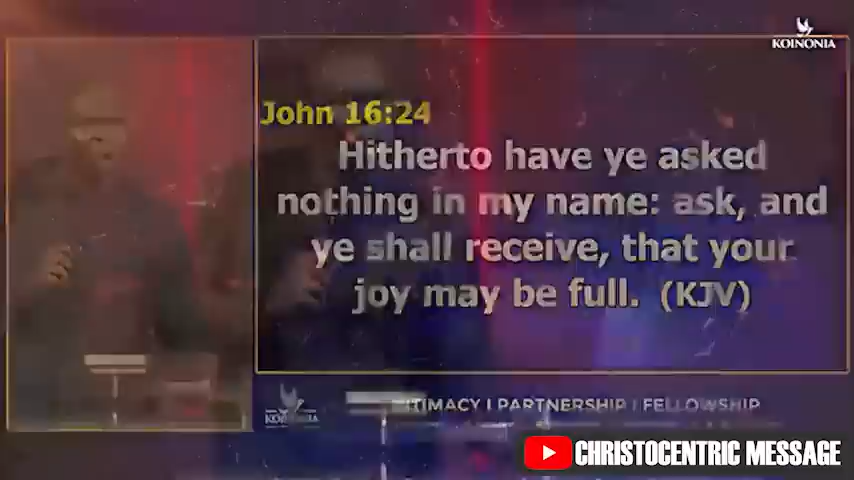 KOINONIA
John 16:24
Hitherto have ye asked
nothing in my name: ask, and
ye shall receive, that your
joy may be full. (KJV)
PARTNERSHIP | FELLOWSHIP
CHRISTOCENTRIC MESSAGE